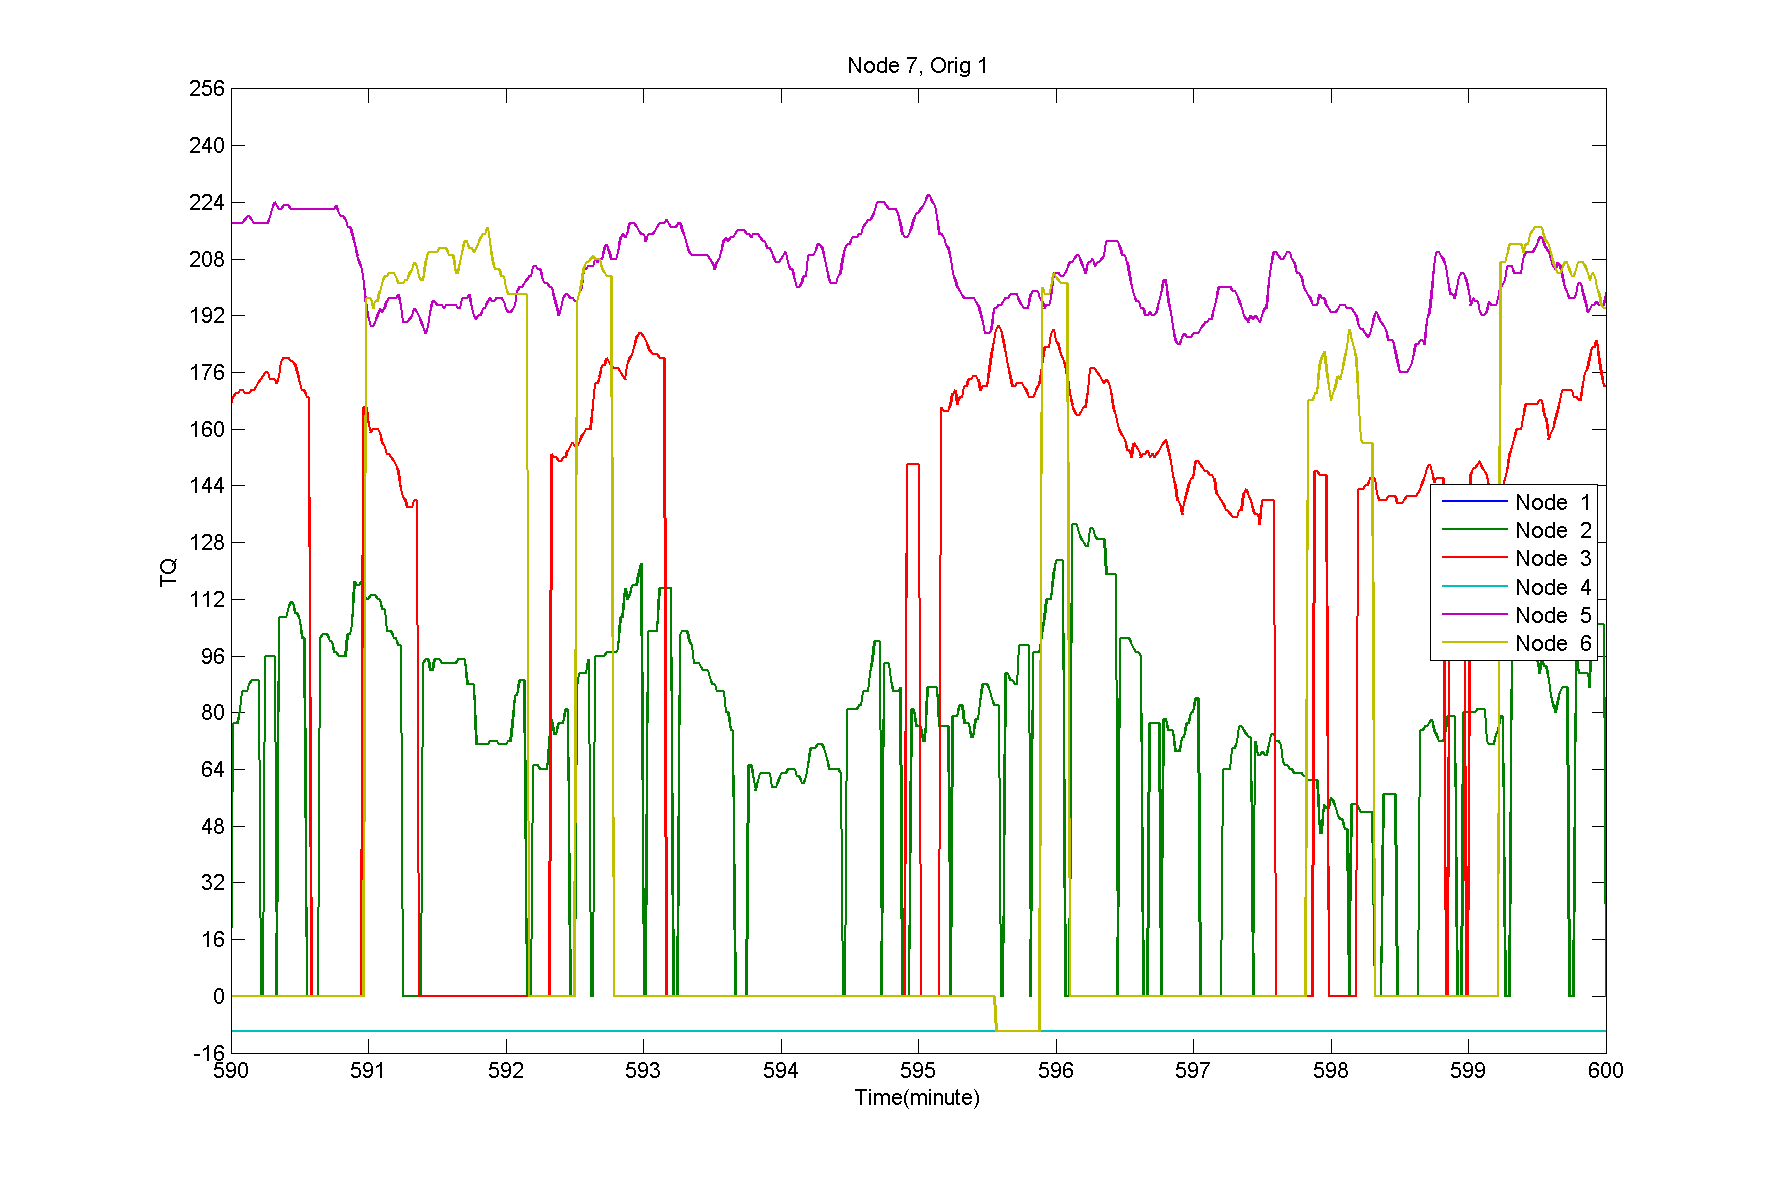 Node 7, Orig 1
256
240
224
208
192
176
160
144
128
112
96
80
64
48
32
16
0
-16
TQ
Node 1
Node 2
Node 3
Node 4
Node 5
Node 6
590 591 592 593 594 595 596 597 598 599 600
Time(minute)